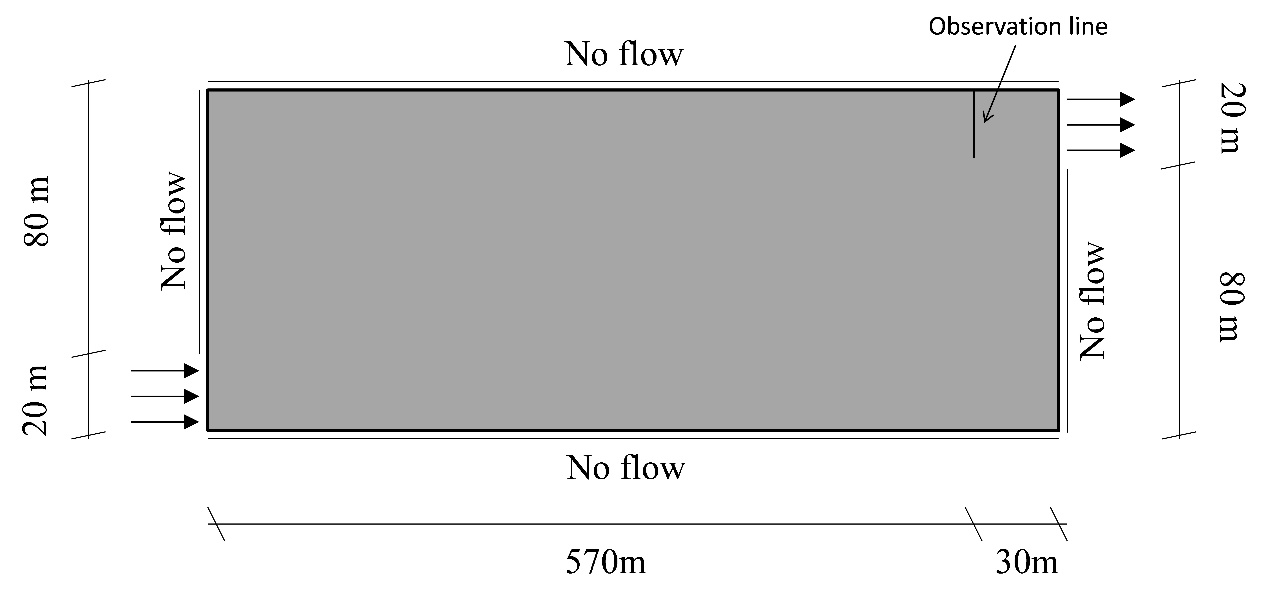 Observation line
No flow
20 m
80 m
No flow
No flow
80 m
20 m
No flow
570m
30m